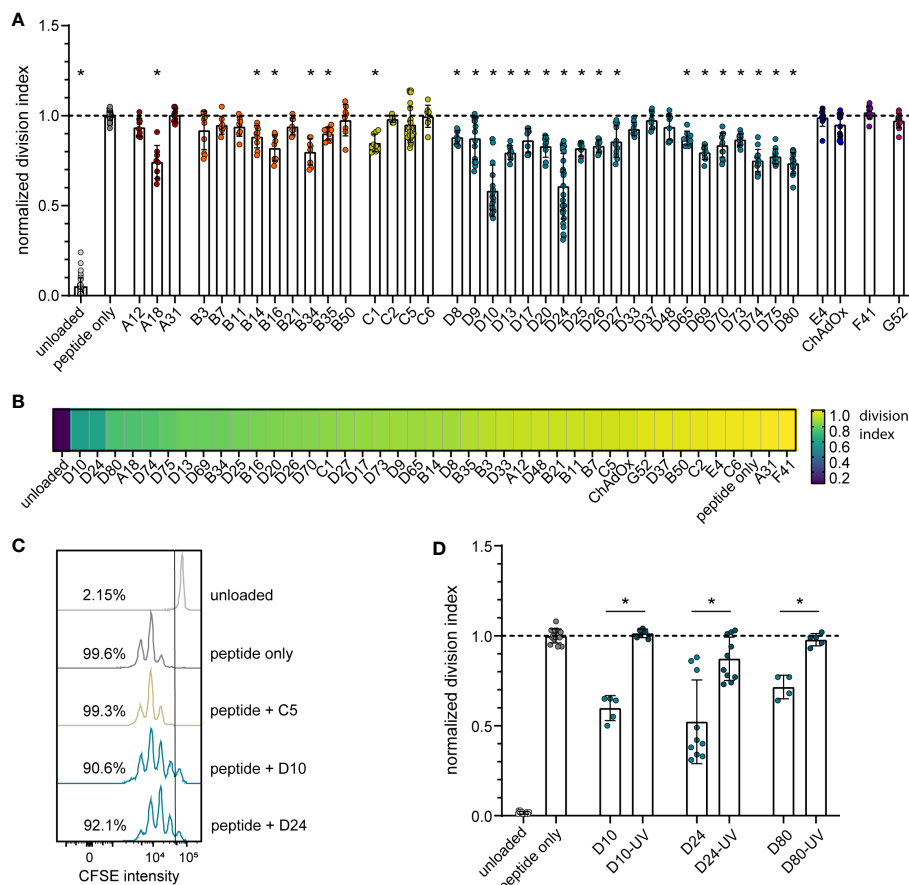 A
normalized division index
1.5
1.0
0.5
0.0
* * * * * * * * * * * * * * * * * * * * * * * *
unloaded
peptide only
A12
A18
A31
B3
B7
B11
B14
B16
B21
B34
B35
B50
C1
C2
C5
C6
D8
D9
D10
D13
D17
D20
D24
D25
D26
D27
D33
D37
D48
D65
D69
D70
D73
D74
D75
D80
E4
ChAdOx
F41
G52
B
unloaded
D10
D24
D80
A18
D74
D75
D13
D69
B34
D25
B16
D20
D26
D70
C1
D27
D17
D73
D9
D65
B14
D8
B35
B3
D33
A12
D48
B21
B11
B7
C5
ChAdOx
G52
D37
B50
C2
E4
C6
peptide only
A31
F41
1.0
0.8
0.6
0.4
0.2
division
index
C
2.15% unloaded
99.6% peptide only
99.3% peptide + C5
90.6% peptide + D10
92.1% peptide + D24
0 10⁴ 10⁵
CFSE intensity
D
normalized division index
1.5
1.0
0.5
0.0
* * *
unloaded
peptide only
D10
D10-UV
D24
D24-UV
D80
D80-UV